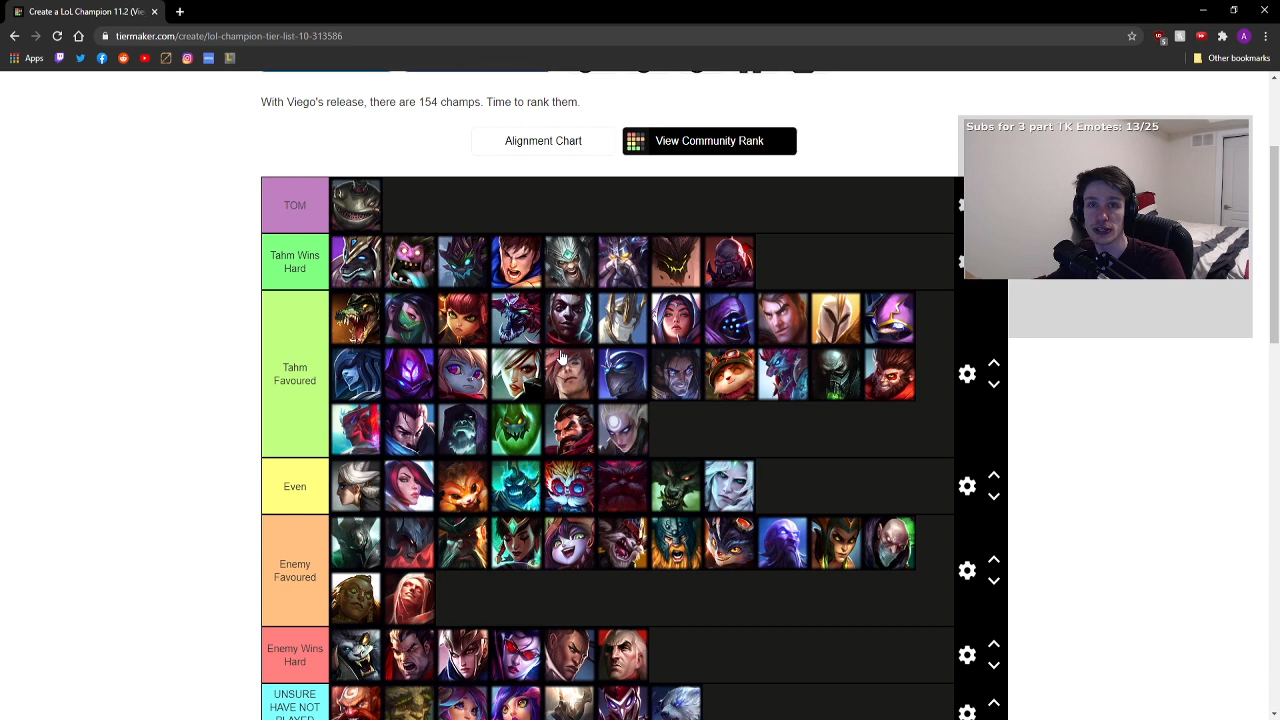 Create a LoL Champion 11.2 (Vie
tiermaker.com/create/lol-champion-tier-list-10-313586
Apps
Other bookmarks
With Viego's release, there are 154 champs. Time to rank them.
Alignment Chart
View Community Rank
Subs for 3 part TK Emotes: 13/25
TOM
Tahm Wins
Hard
Tahm
Favoured
Even
Enemy
Favoured
Enemy Wins
Hard
UNSURE
HAVE NOT
PLAYED